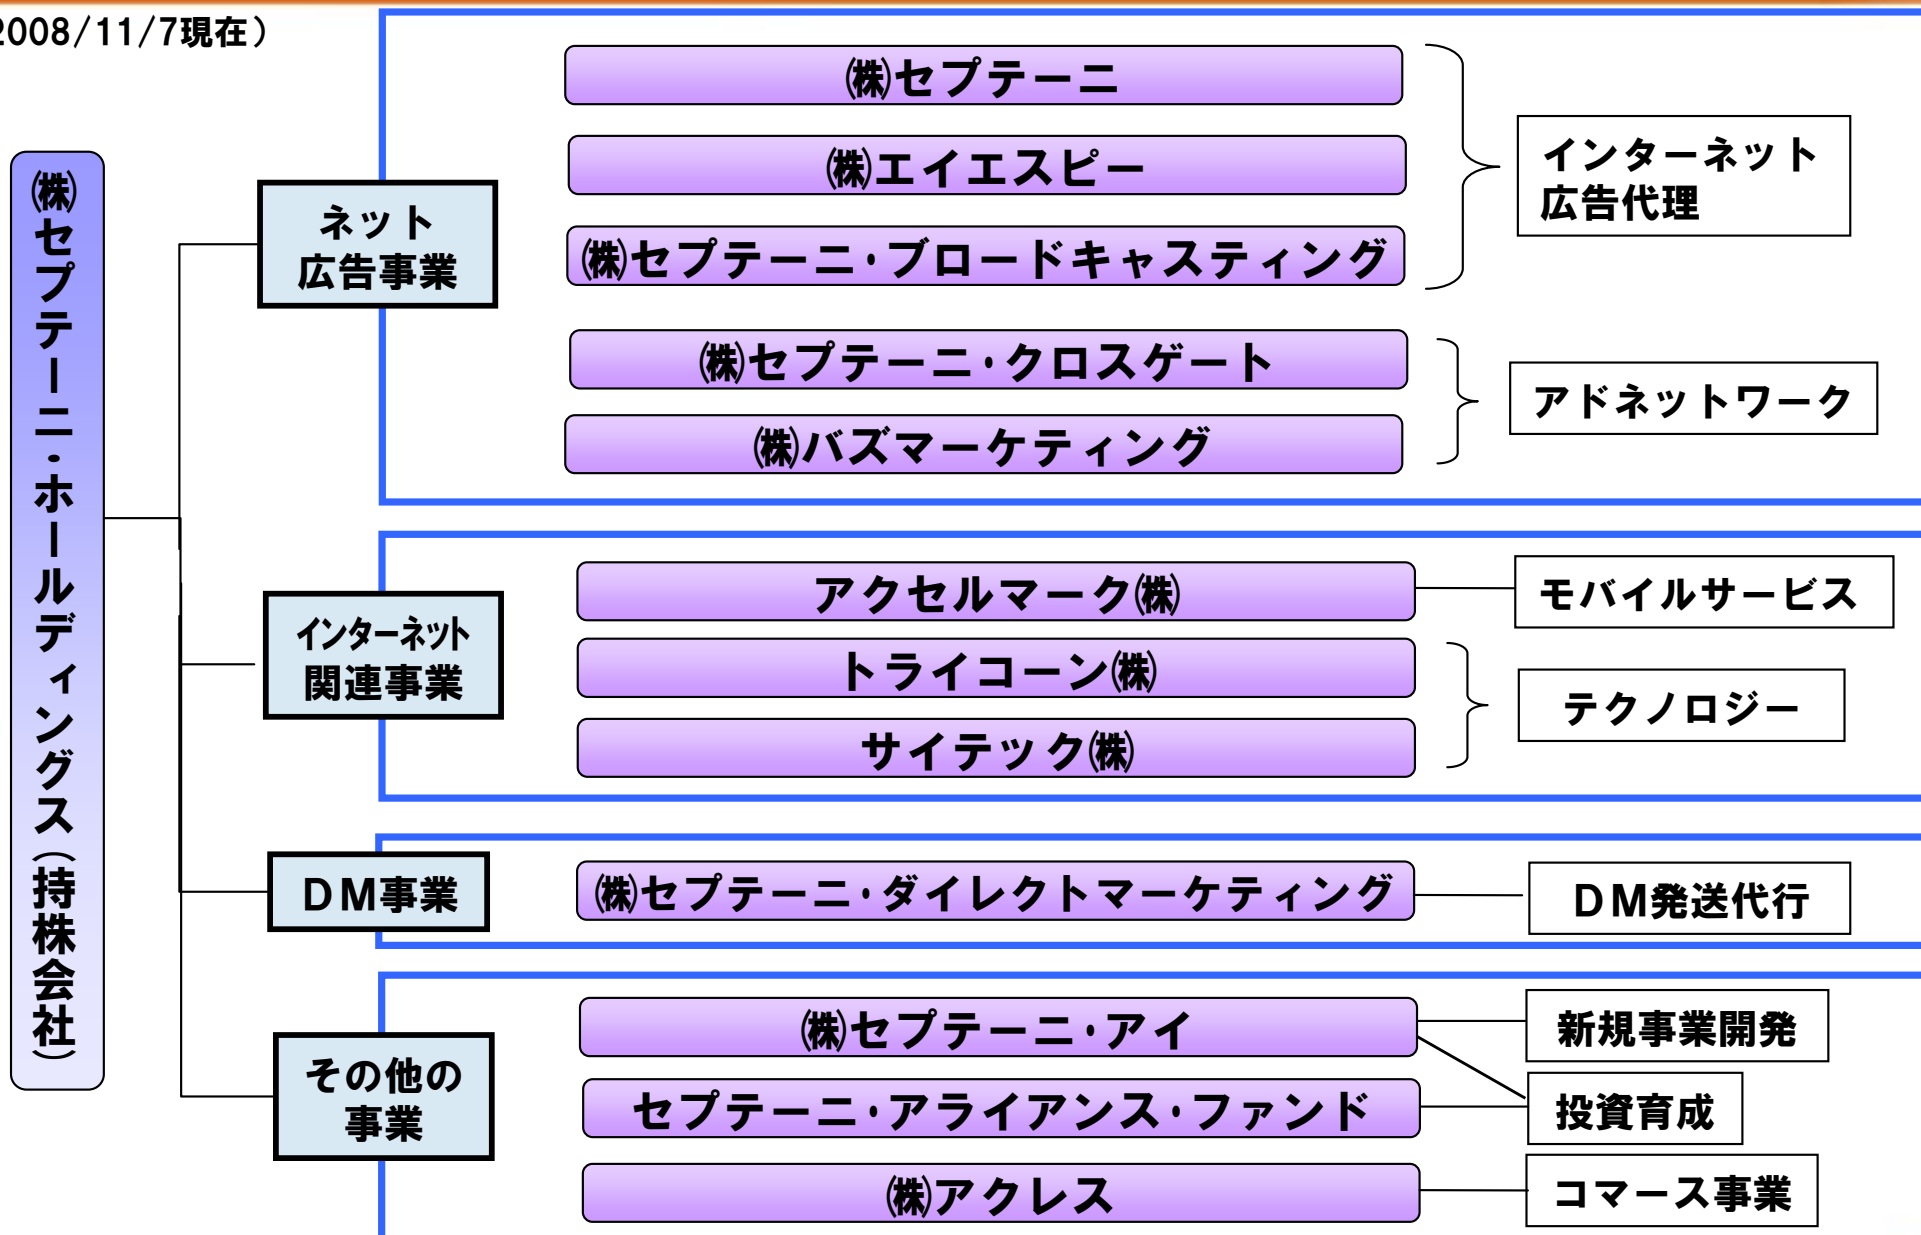 2008/11/7現在）
㈱セプテーニ・ホールディングス（持株会社）
ネット
広告事業
㈱セプテーニ
㈱エイエスピー
㈱セプテーニ・ブロードキャスティング
インターネット
広告代理
㈱セプテーニ・クロスゲート
㈱バズマーケティング
アドネットワーク
インターネット
関連事業
アクセルマーク㈱
モバイルサービス
トライコーン㈱
サイテック㈱
テクノロジー
ＤＭ事業
㈱セプテーニ・ダイレクトマーケティング
ＤＭ発送代行
その他の
事業
㈱セプテーニ・アイ
新規事業開発
セプテーニ・アライアンス・ファンド
投資育成
㈱アクレス
コマース事業